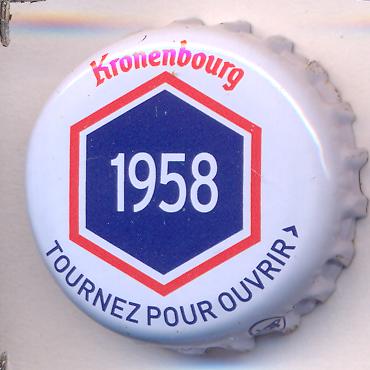 Kronenbourg
1958
TOURNEZ POUR OUVRIR >